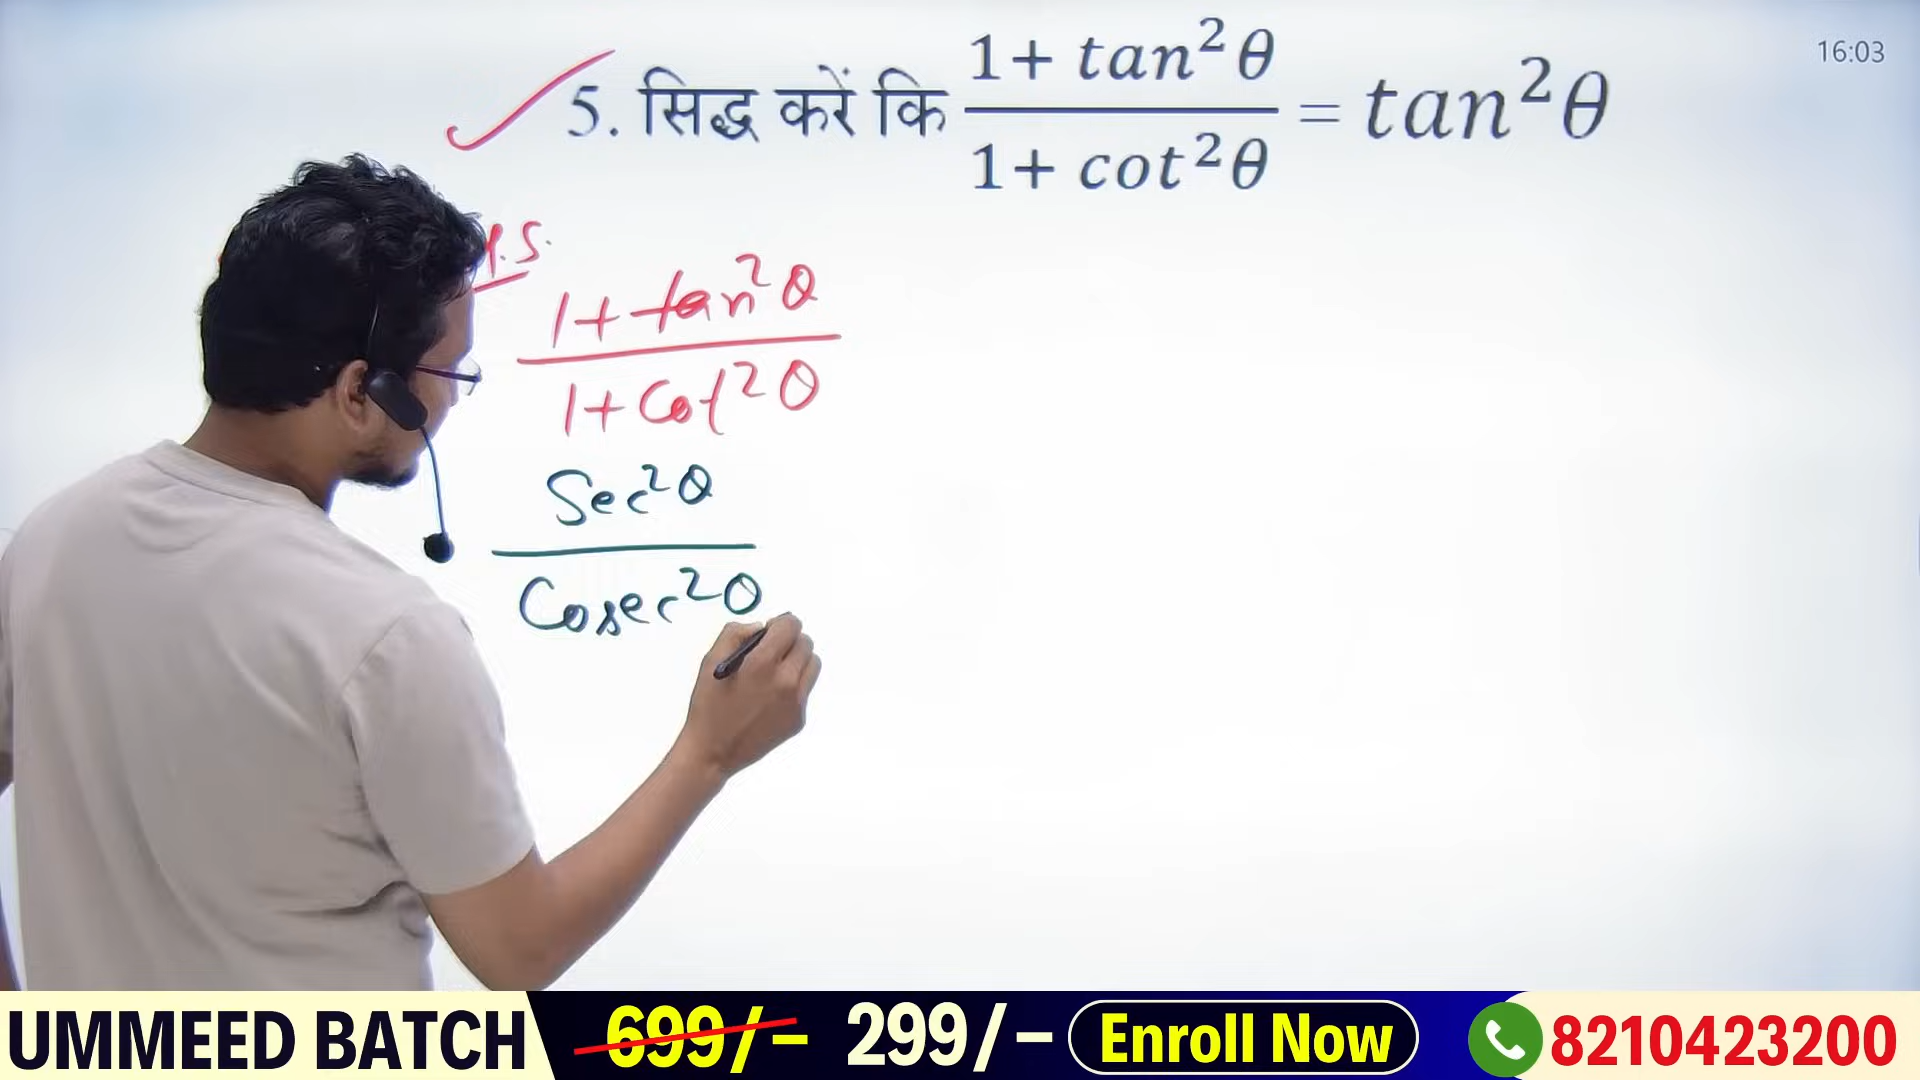 16:03
5. सिद्ध करें कि \frac{1+ tan²θ}{1+ cot²θ} = tan²θ
.S.
1+tan²θ
1+Cot²θ
Sec²θ
Cosec²θ
UMMEED BATCH 699/- 299/- Enroll Now 8210423200